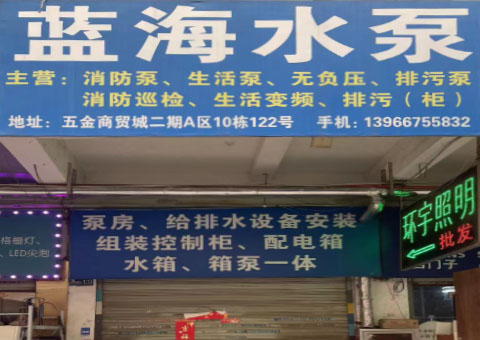 蓝海水泵
主营：消防泵、生活泵、无负压、排污泵
消防巡检、生活变频、排污（柜）
地址：五金商贸城二期A区10栋122号 手机：13966755832
泵房、给排水设备安装
组装控制柜、配电箱
水箱、箱泵一体
环宇照明
批发
格栅灯、
、LED尖泡